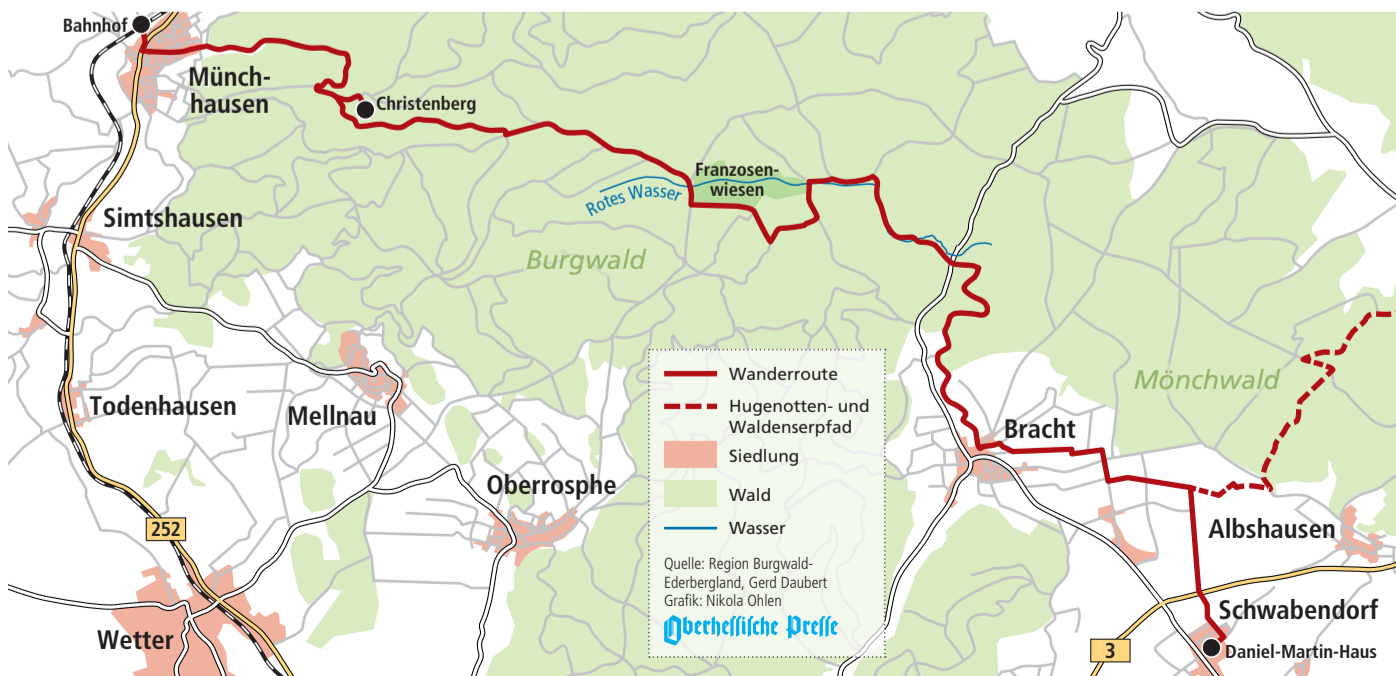 Bahnhof
Münch-
hausen
Christenberg
Franzosen-
wiesen
Rotes Wasser
Simtshausen
Burgwald
Wanderroute
Hugenotten- und
Waldenserpfad
Siedlung
Wald
Wasser
Quelle: Region Burgwald-
Ederbergland, Gerd Daubert
Grafik: Nikola Ohlen
Oberhessische Presse
Mönchwald
Todenhausen
Mellnau
Bracht
Oberrosphe
252
Albshausen
Wetter
Schwabendorf
3
Daniel-Martin-Haus